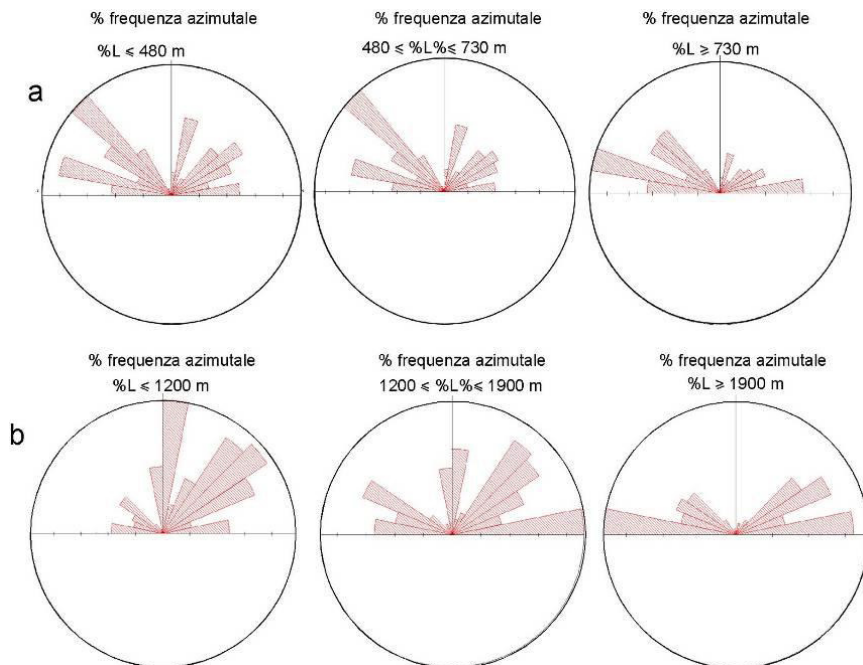 % frequenza azimutale
%L ⩽ 480 m
% frequenza azimutale
480 ⩽ %L%⩽ 730 m
% frequenza azimutale
%L ⩾ 730 m
a
% frequenza azimutale
%L ⩽ 1200 m
% frequenza azimutale
1200 ⩽ %L%⩽ 1900 m
% frequenza azimutale
%L ⩾ 1900 m
b